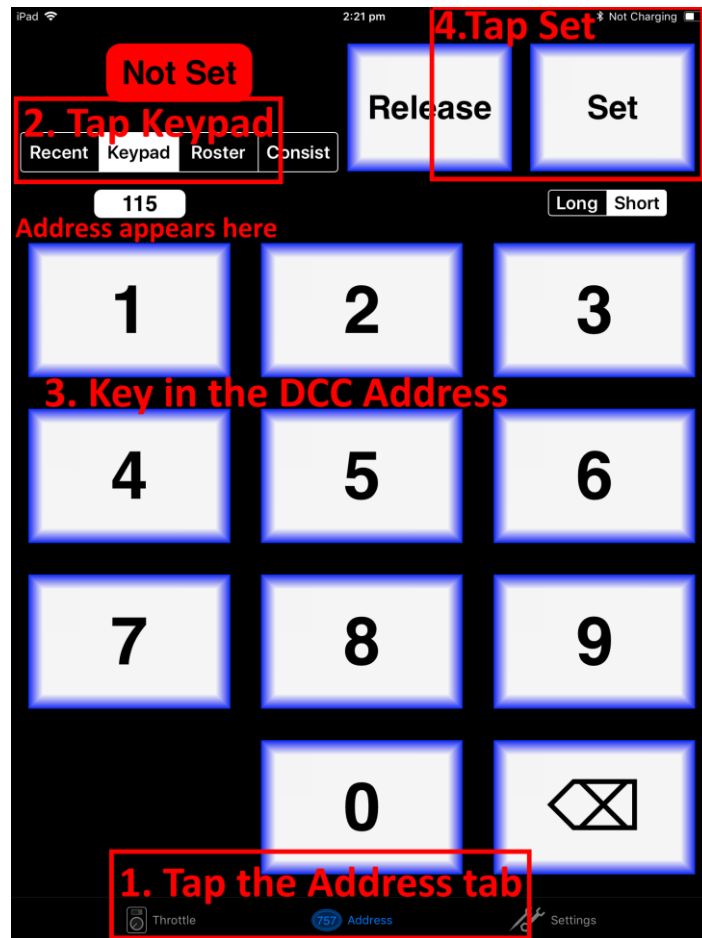 iPad 2:21 pm Not Charging
4.Tap Set
Not Set
Release Set
2. Tap Keypad
Recent Keypad Roster Consist
115 Long Short
Address appears here
1 2 3
3. Key in the DCC Address
4 5 6
7 8 9
0
1. Tap the Address tab
Throttle 757 Address Settings